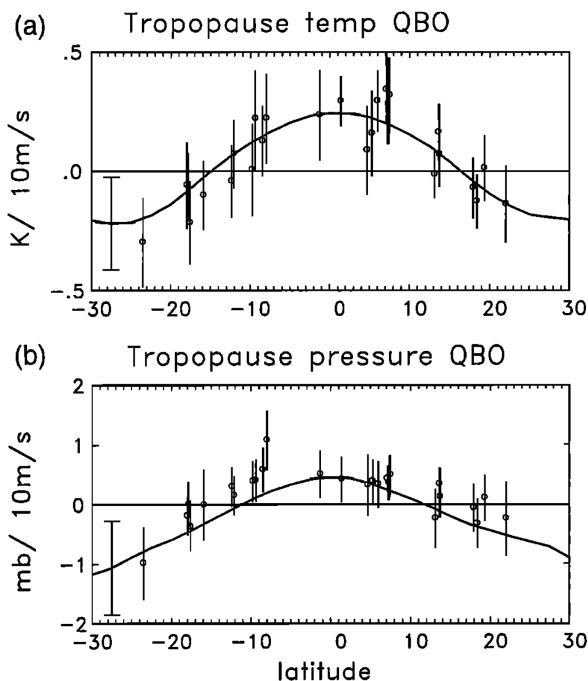 (a) Tropopause temp QBO
K/ 10m/s
.5
.0
-.5
-30 -20 -10 0 10 20 30
(b) Tropopause pressure QBO
mb/ 10m/s
2
1
0
-1
-2
-30 -20 -10 0 10 20 30
latitude